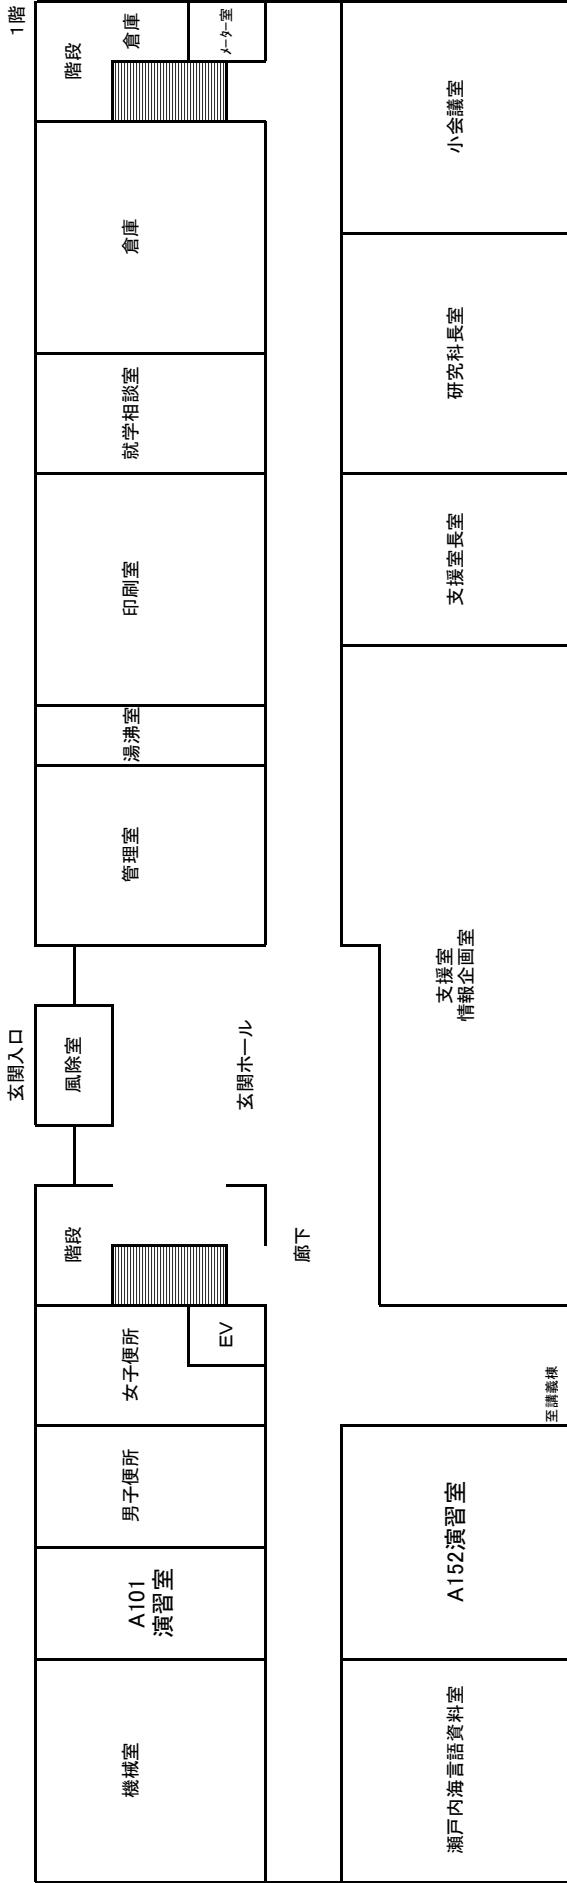 1階
玄関入口
機械室
A101
演習室
男子便所
女子便所
EV
階段
風除室
玄関ホール
管理室
湯沸室
印刷室
就学相談室
倉庫
階段
倉庫
メーター室
廊下
瀬戸内海言語資料室
A152演習室
至講義棟
支援室
情報企画室
支援室長室
研究科長室
小会議室